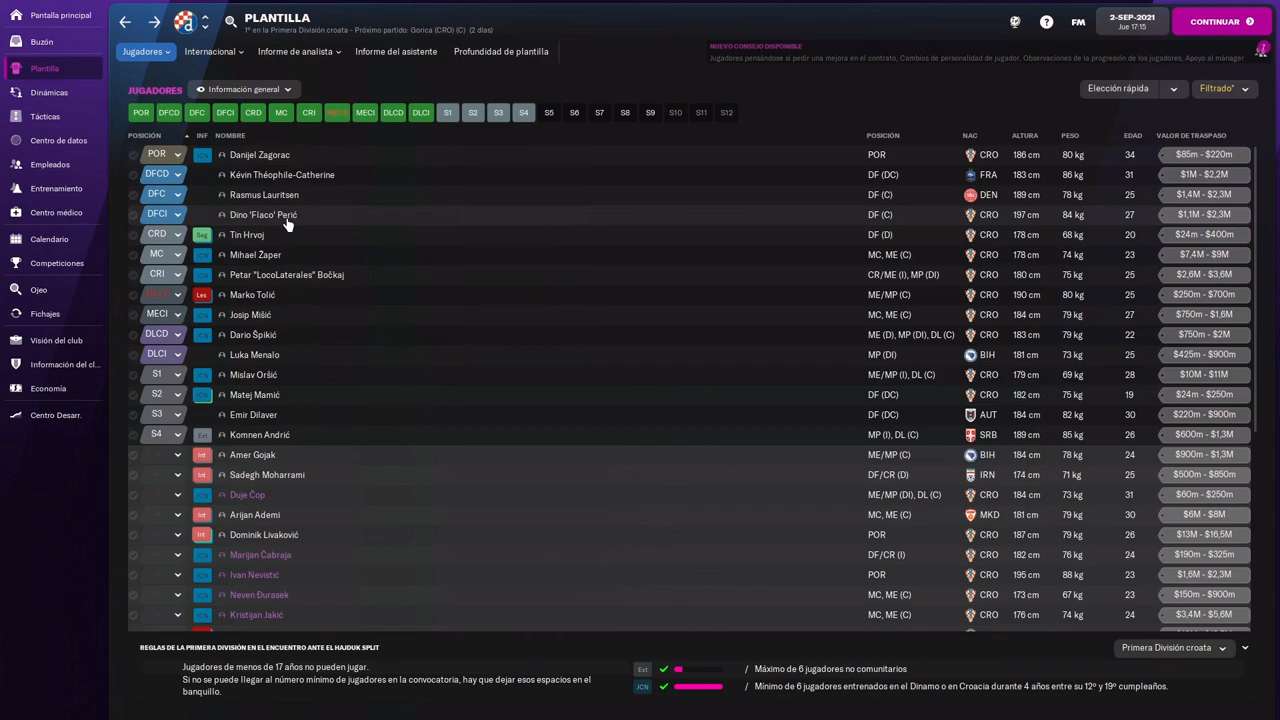 Pantalla principal
Buzón
Plantilla
Dinámicas
Tácticas
Centro de datos
Empleados
Entrenamiento
Centro médico
Calendario
Competiciones
Ojeo
Fichajes
Visión del club
Información del cl...
Economía
Centro Desarr.
PLANTILLA
1º en la Primera División croata - Próximo partido: Gorica (CRO) (C) (2 días)
FM
2-SEP-2021
Jue 17:15
CONTINUAR
Jugadores
Internacional
Informe de analista
Informe del asistente
Profundidad de plantilla
NUEVO CONSEJO DISPONIBLE
Jugadores pensándose si pedir una mejora en el contrato, Cambios de personalidad de jugador, Observaciones de la progresión de los jugadores, Apoyo al mánager
JUGADORES
Información general
Elección rápida
Filtrado*
POR DFCD DFC DFCI CRD MC CRI MECD MECI DLCD DLCI S1 S2 S3 S4 S5 S6 S7 S8 S9 S10 S11 S12
POSICIÓN INF NOMBRE POSICIÓN NAC ALTURA PESO EDAD VALOR DE TRASPASO
POR JCN Danijel Zagorac POR CRO 186 cm 80 kg 34 $85m - $220m
DFCD Kévin Théophile-Catherine DF (DC) FRA 183 cm 86 kg 31 $1M - $2,2M
DFC Rasmus Lauritsen DF (C) DEN 189 cm 78 kg 25 $1,4M - $2,3M
DFCI Dino 'Flaco' Perić DF (C) CRO 197 cm 84 kg 27 $1,1M - $2,3M
CRD Seg Tin Hrvoj DF (D) CRO 178 cm 68 kg 20 $24m - $400m
MC JCN Mihael Žaper MC, ME (C) CRO 178 cm 74 kg 23 $7,4M - $9M
CRI JCN Petar "LocoLaterales" Bočkaj CR/ME (I), MP (DI) CRO 180 cm 75 kg 25 $2,6M - $3,6M
MECD Les Marko Tolić ME/MP (C) CRO 190 cm 80 kg 25 $250m - $700m
MECI JCN Josip Mišić MC, ME (C) CRO 184 cm 79 kg 27 $750m - $1,6M
DLCD JCN Dario Špikić ME (D), MP (DI), DL (C) CRO 183 cm 79 kg 22 $750m - $2M
DLCI Luka Menalo MP (DI) BIH 181 cm 73 kg 25 $425m - $900m
S1 JCN Mislav Oršić ME/MP (I), DL (C) CRO 179 cm 69 kg 28 $10M - $11M
S2 JCN Matej Mamić DF (DC) CRO 182 cm 75 kg 19 $24m - $250m
S3 Emir Dilaver DF (DC) AUT 184 cm 82 kg 30 $220m - $900m
S4 Ext Komnen Andrić MP (I), DL (C) SRB 189 cm 85 kg 26 $600m - $1,3M
Int Amer Gojak ME/MP (C) BIH 184 cm 78 kg 24 $900m - $1,3M
Int Sadegh Moharrami DF/CR (D) IRN 174 cm 71 kg 25 $500m - $850m
JCN Duje Čop ME/MP (DI), DL (C) CRO 184 cm 73 kg 31 $60m - $250m
Int Arijan Ademi MC, ME (C) MKD 181 cm 79 kg 30 $6M - $8M
Int Dominik Livaković POR CRO 187 cm 79 kg 26 $13M - $16,5M
JCN Marijan Čabraja DF/CR (I) CRO 182 cm 76 kg 24 $190m - $325m
JCN Ivan Nevistić POR CRO 195 cm 88 kg 23 $1,6M - $2,3M
JCN Neven Đurasek MC, ME (C) CRO 173 cm 67 kg 23 $150m - $900m
JCN Kristijan Jakić MC, ME (C) CRO 176 cm 74 kg 24 $3,4M - $5,6M
REGLAS DE LA PRIMERA DIVISIÓN EN EL ENCUENTRO ANTE EL HAJDUK SPLIT
Primera División croata
Jugadores de menos de 17 años no pueden jugar.
Si no se puede llegar al número mínimo de jugadores en la convocatoria, hay que dejar esos espacios en el
banquillo.
Ext / Máximo de 6 jugadores no comunitarios
JCN / Mínimo de 6 jugadores entrenados en el Dinamo o en Croacia durante 4 años entre su 12º y 19º cumpleaños.